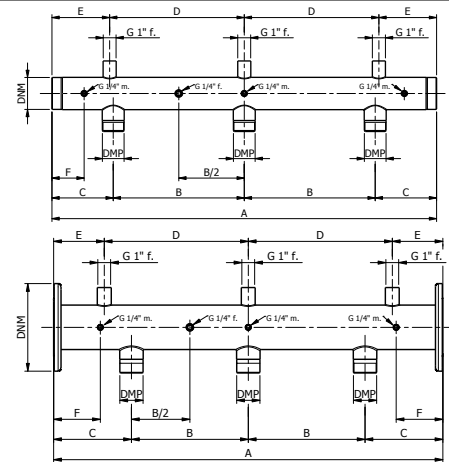 E D D E
G 1" f. G 1" f. G 1" f.
DNM
G 1/4" m. G 1/4" f. G 1/4" m. G 1/4" m.
DMP DMP DMP
F B/2
C B B C
A
E D D E
G 1" f. G 1" f. G 1" f.
DNM
G 1/4" m. G 1/4" f. G 1/4" m. G 1/4" m.
DMP DMP DMP
F B/2 F
C B B C
A